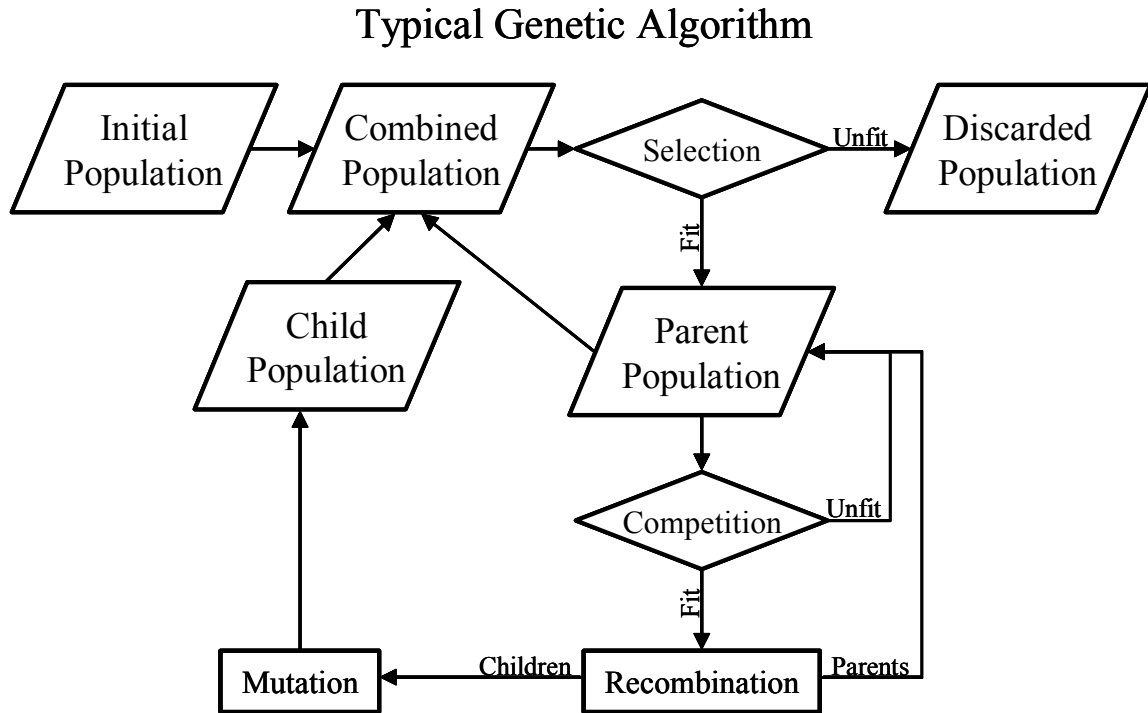 Typical Genetic Algorithm
Initial
Population
Combined
Population
Selection
Unfit
Discarded
Population
Fit
Child
Population
Parent
Population
Competition
Unfit
Fit
Mutation
Children
Recombination
Parents